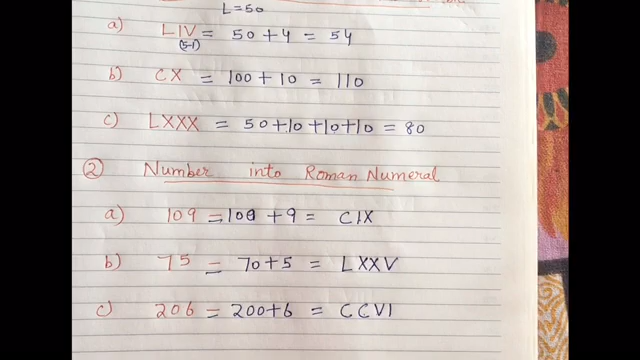 L=50
a) LIV = 50 + 4 = 54
(5-1)
b) CX = 100 + 10 = 110
c) LXXX = 50+10+10+10 = 80
② Number into Roman Numeral
a) 109 = 100 + 9 = CIX
b) 75 = 70+5 = LXXV
c) 206 = 200+6 = CCVI